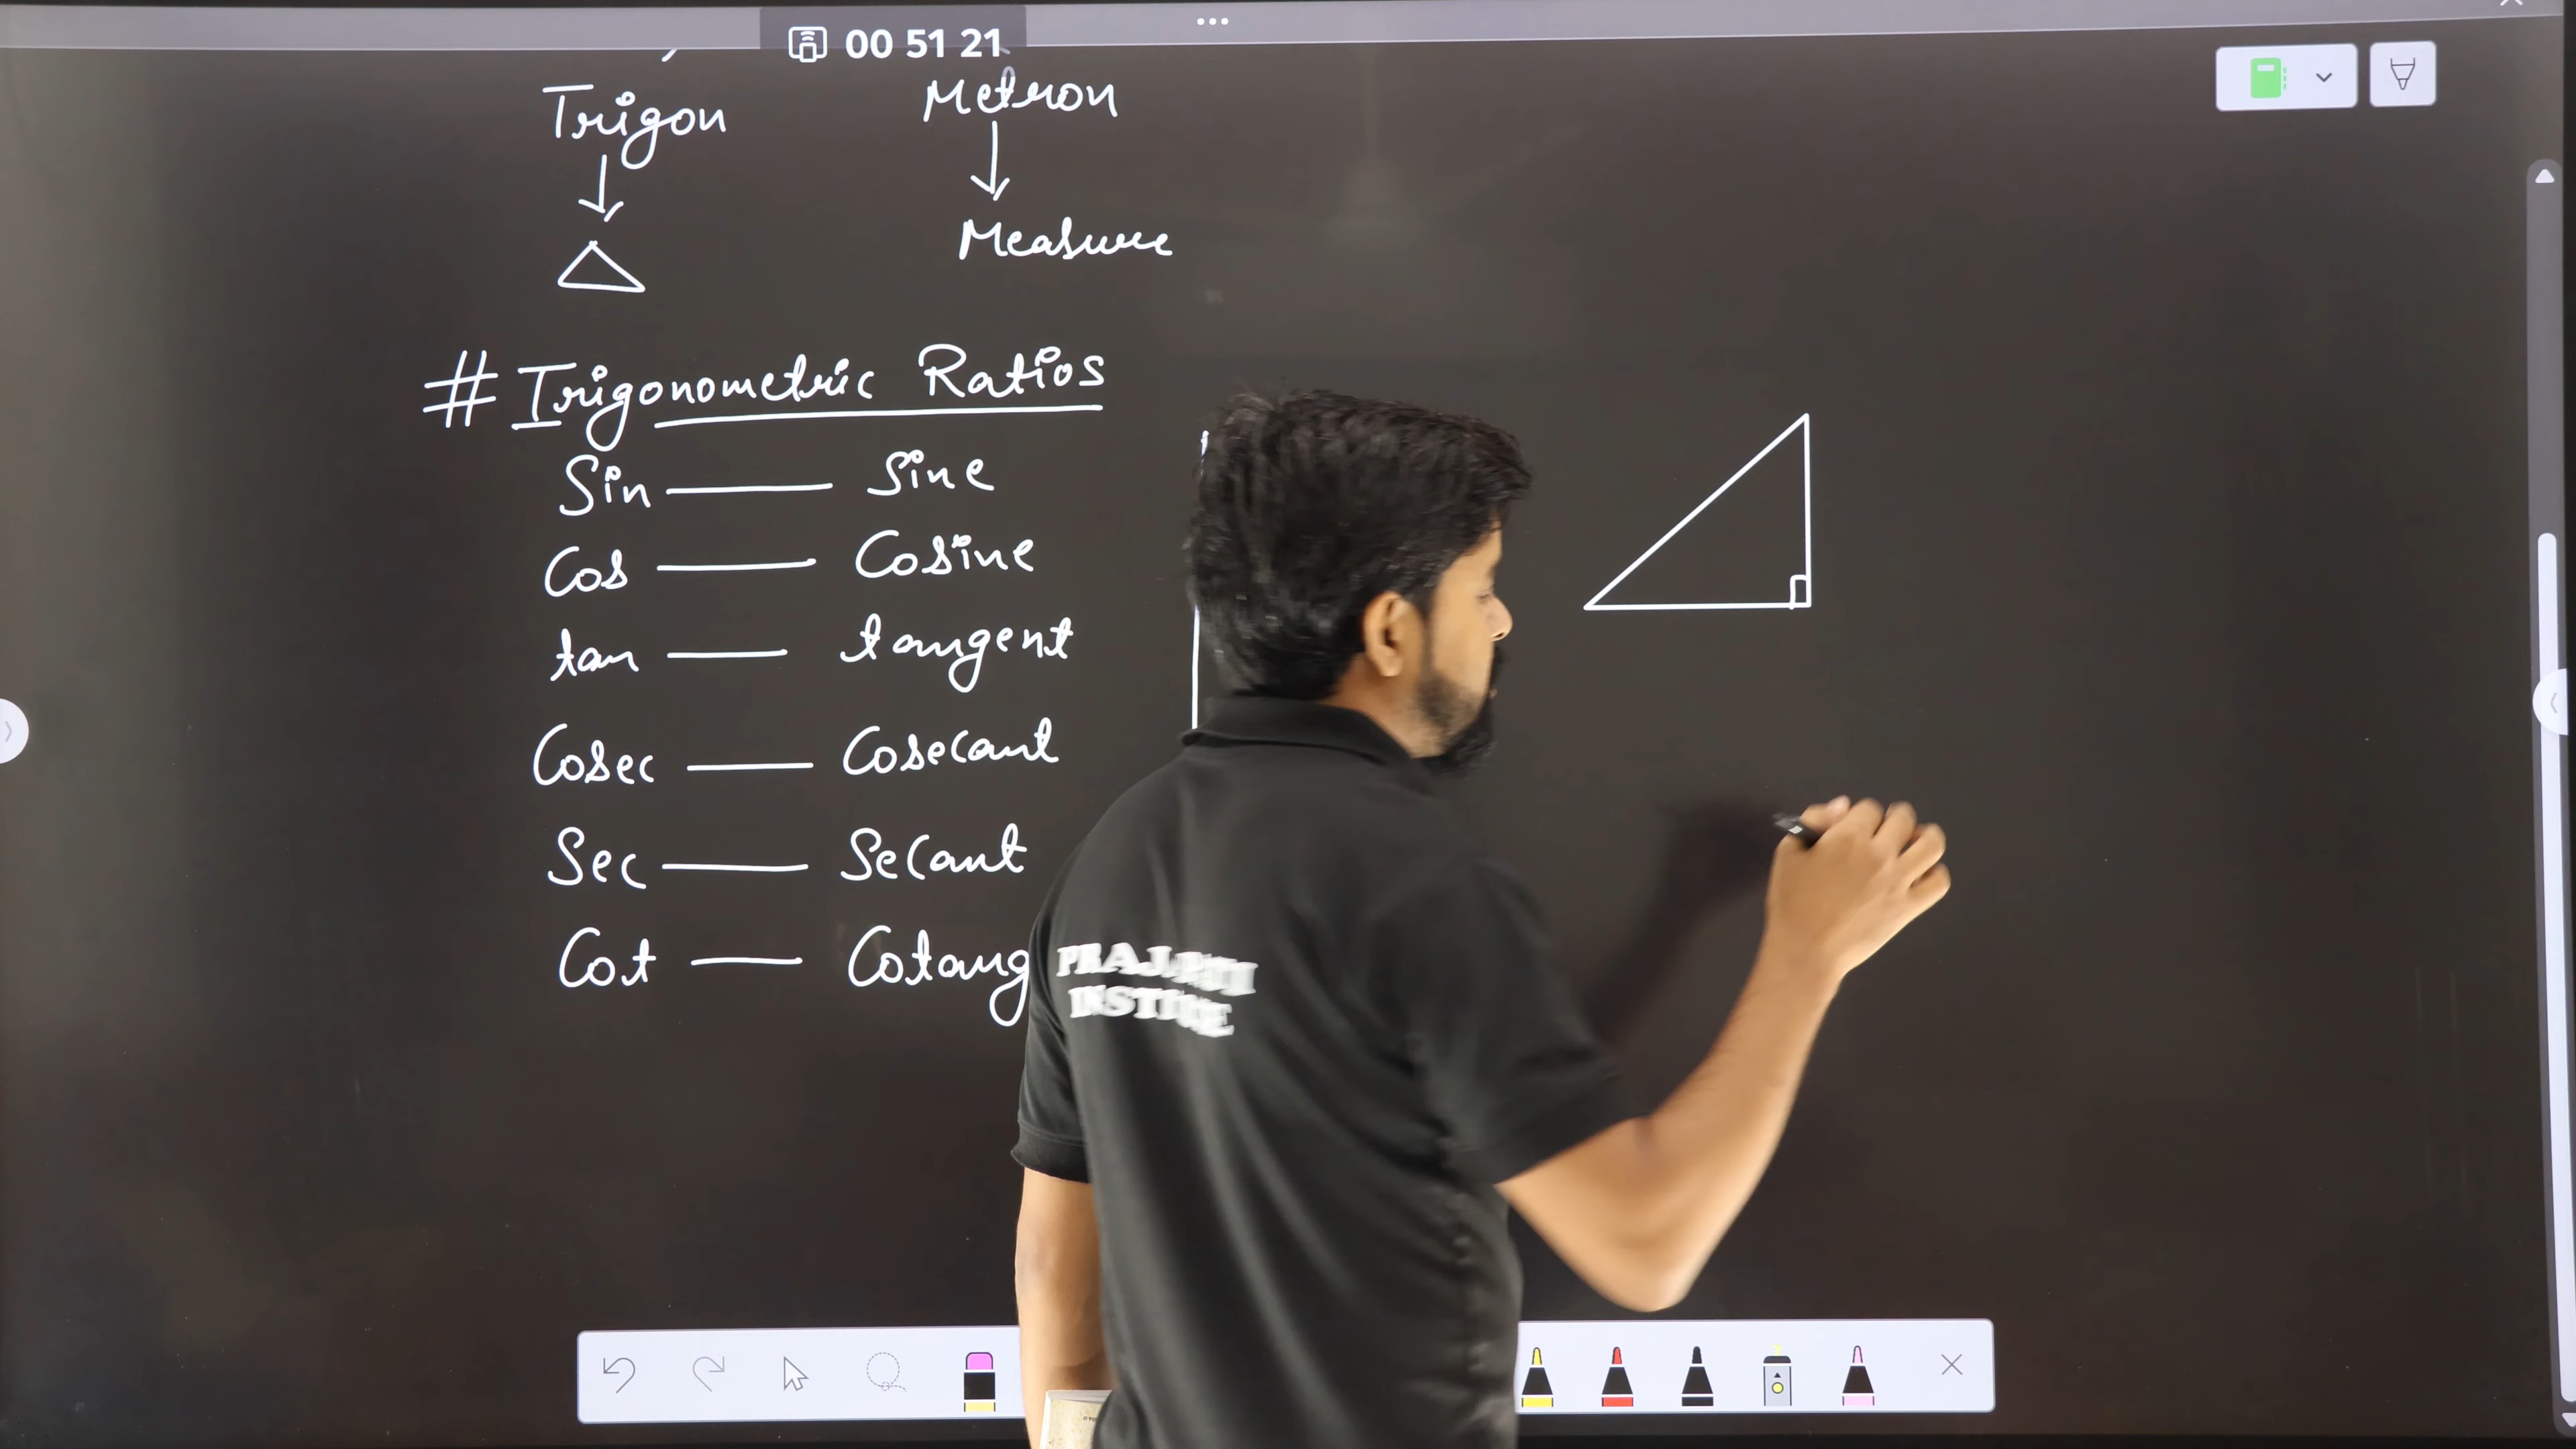 00 51 21
Trigon Metron
Measure
# Trigonometric Ratios
Sin — Sine
Cos — Cosine
tan — tangent
Cosec — Cosecant
Sec — Secant
Cot — Cotang
INSTITUTE